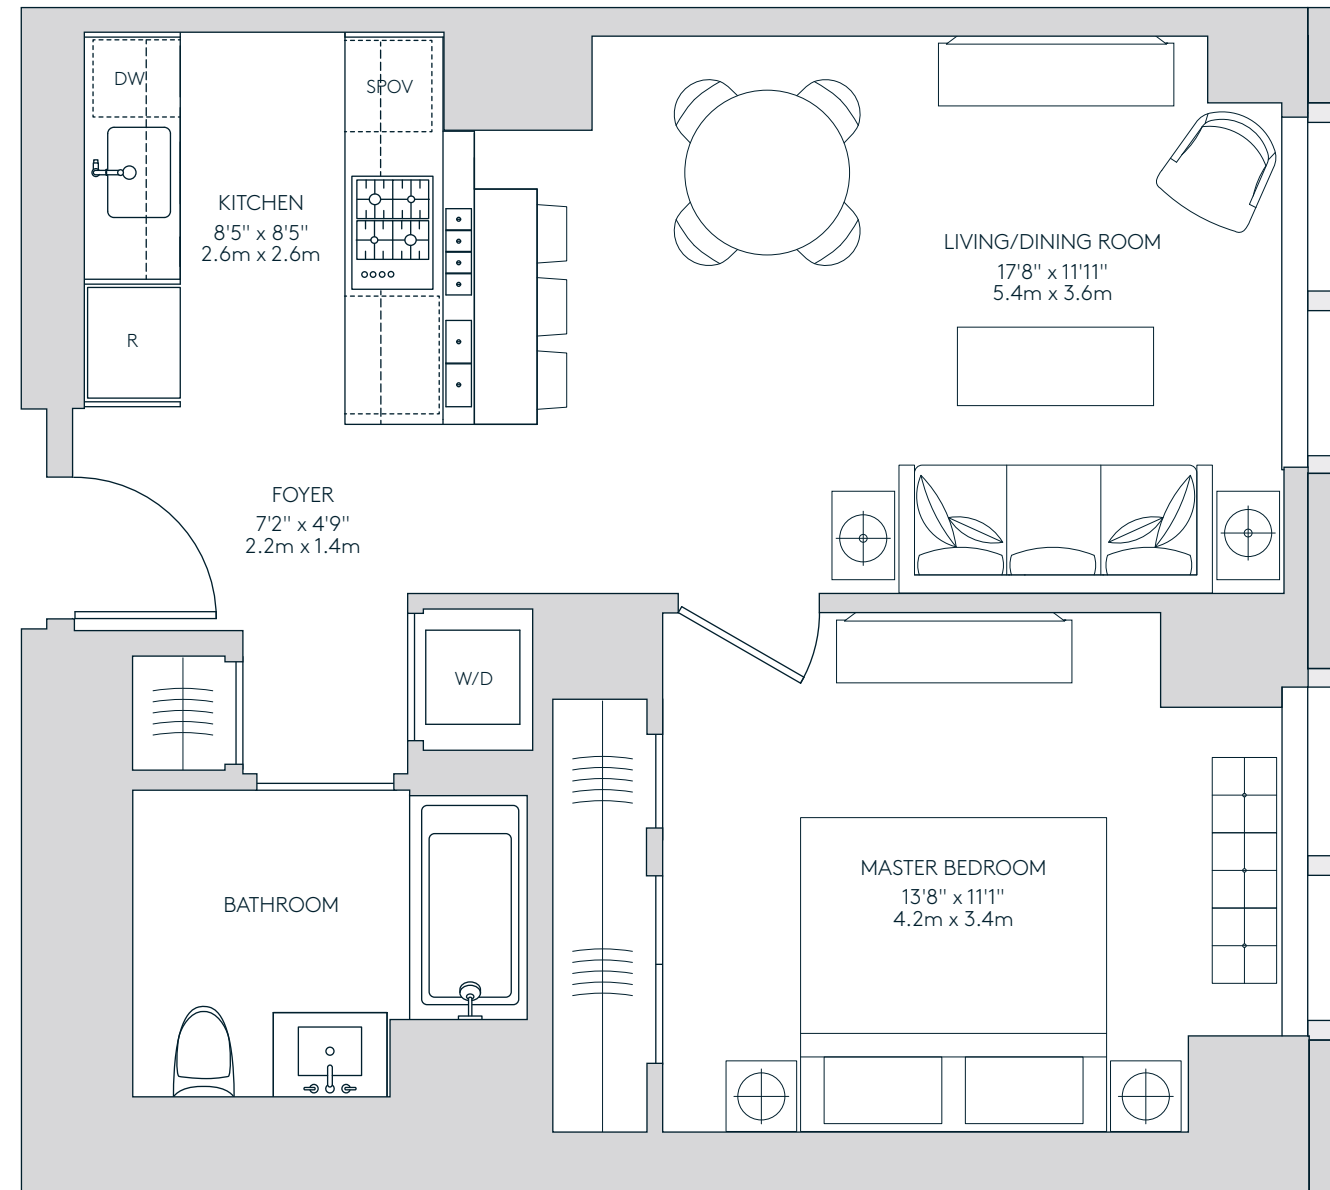 DW
SPOV
KITCHEN
8'5" x 8'5"
2.6m x 2.6m
R
LIVING/DINING ROOM
17'8" x 11'11"
5.4m x 3.6m
FOYER
7'2" x 4'9"
2.2m x 1.4m
W/D
BATHROOM
MASTER BEDROOM
13'8" x 11'1"
4.2m x 3.4m